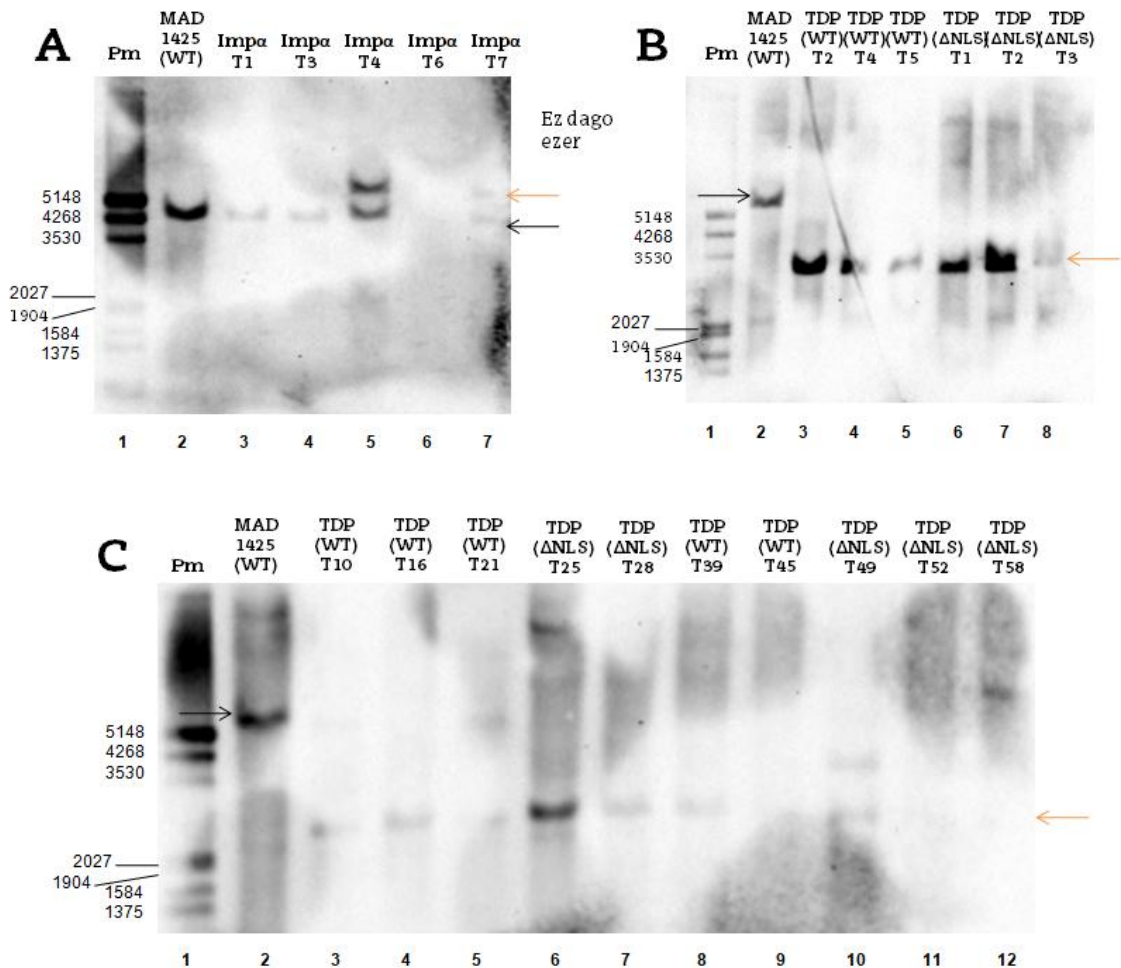 A
Pm
MAD
1425
(WT)
Impα
T1
Impα
T3
Impα
T4
Impα
T6
Impα
T7
Ez dago
ezer
5148
4268
3530
2027
1904
1584
1375
1 2 3 4 5 6 7
B
Pm
MAD
1425
(WT)
TDP
(WT)
T2
TDP
(WT)
T4
TDP
(WT)
T5
TDP
(ΔNLS)
T1
TDP
(ΔNLS)
T2
TDP
(ΔNLS)
T3
5148
4268
3530
2027
1904
1584
1375
1 2 3 4 5 6 7 8
C
Pm
MAD
1425
(WT)
TDP
(WT)
T10
TDP
(WT)
T16
TDP
(WT)
T21
TDP
(ΔNLS)
T25
TDP
(ΔNLS)
T28
TDP
(WT)
T39
TDP
(WT)
T45
TDP
(ΔNLS)
T49
TDP
(ΔNLS)
T52
TDP
(ΔNLS)
T58
5148
4268
3530
2027
1904
1584
1375
1 2 3 4 5 6 7 8 9 10 11 12